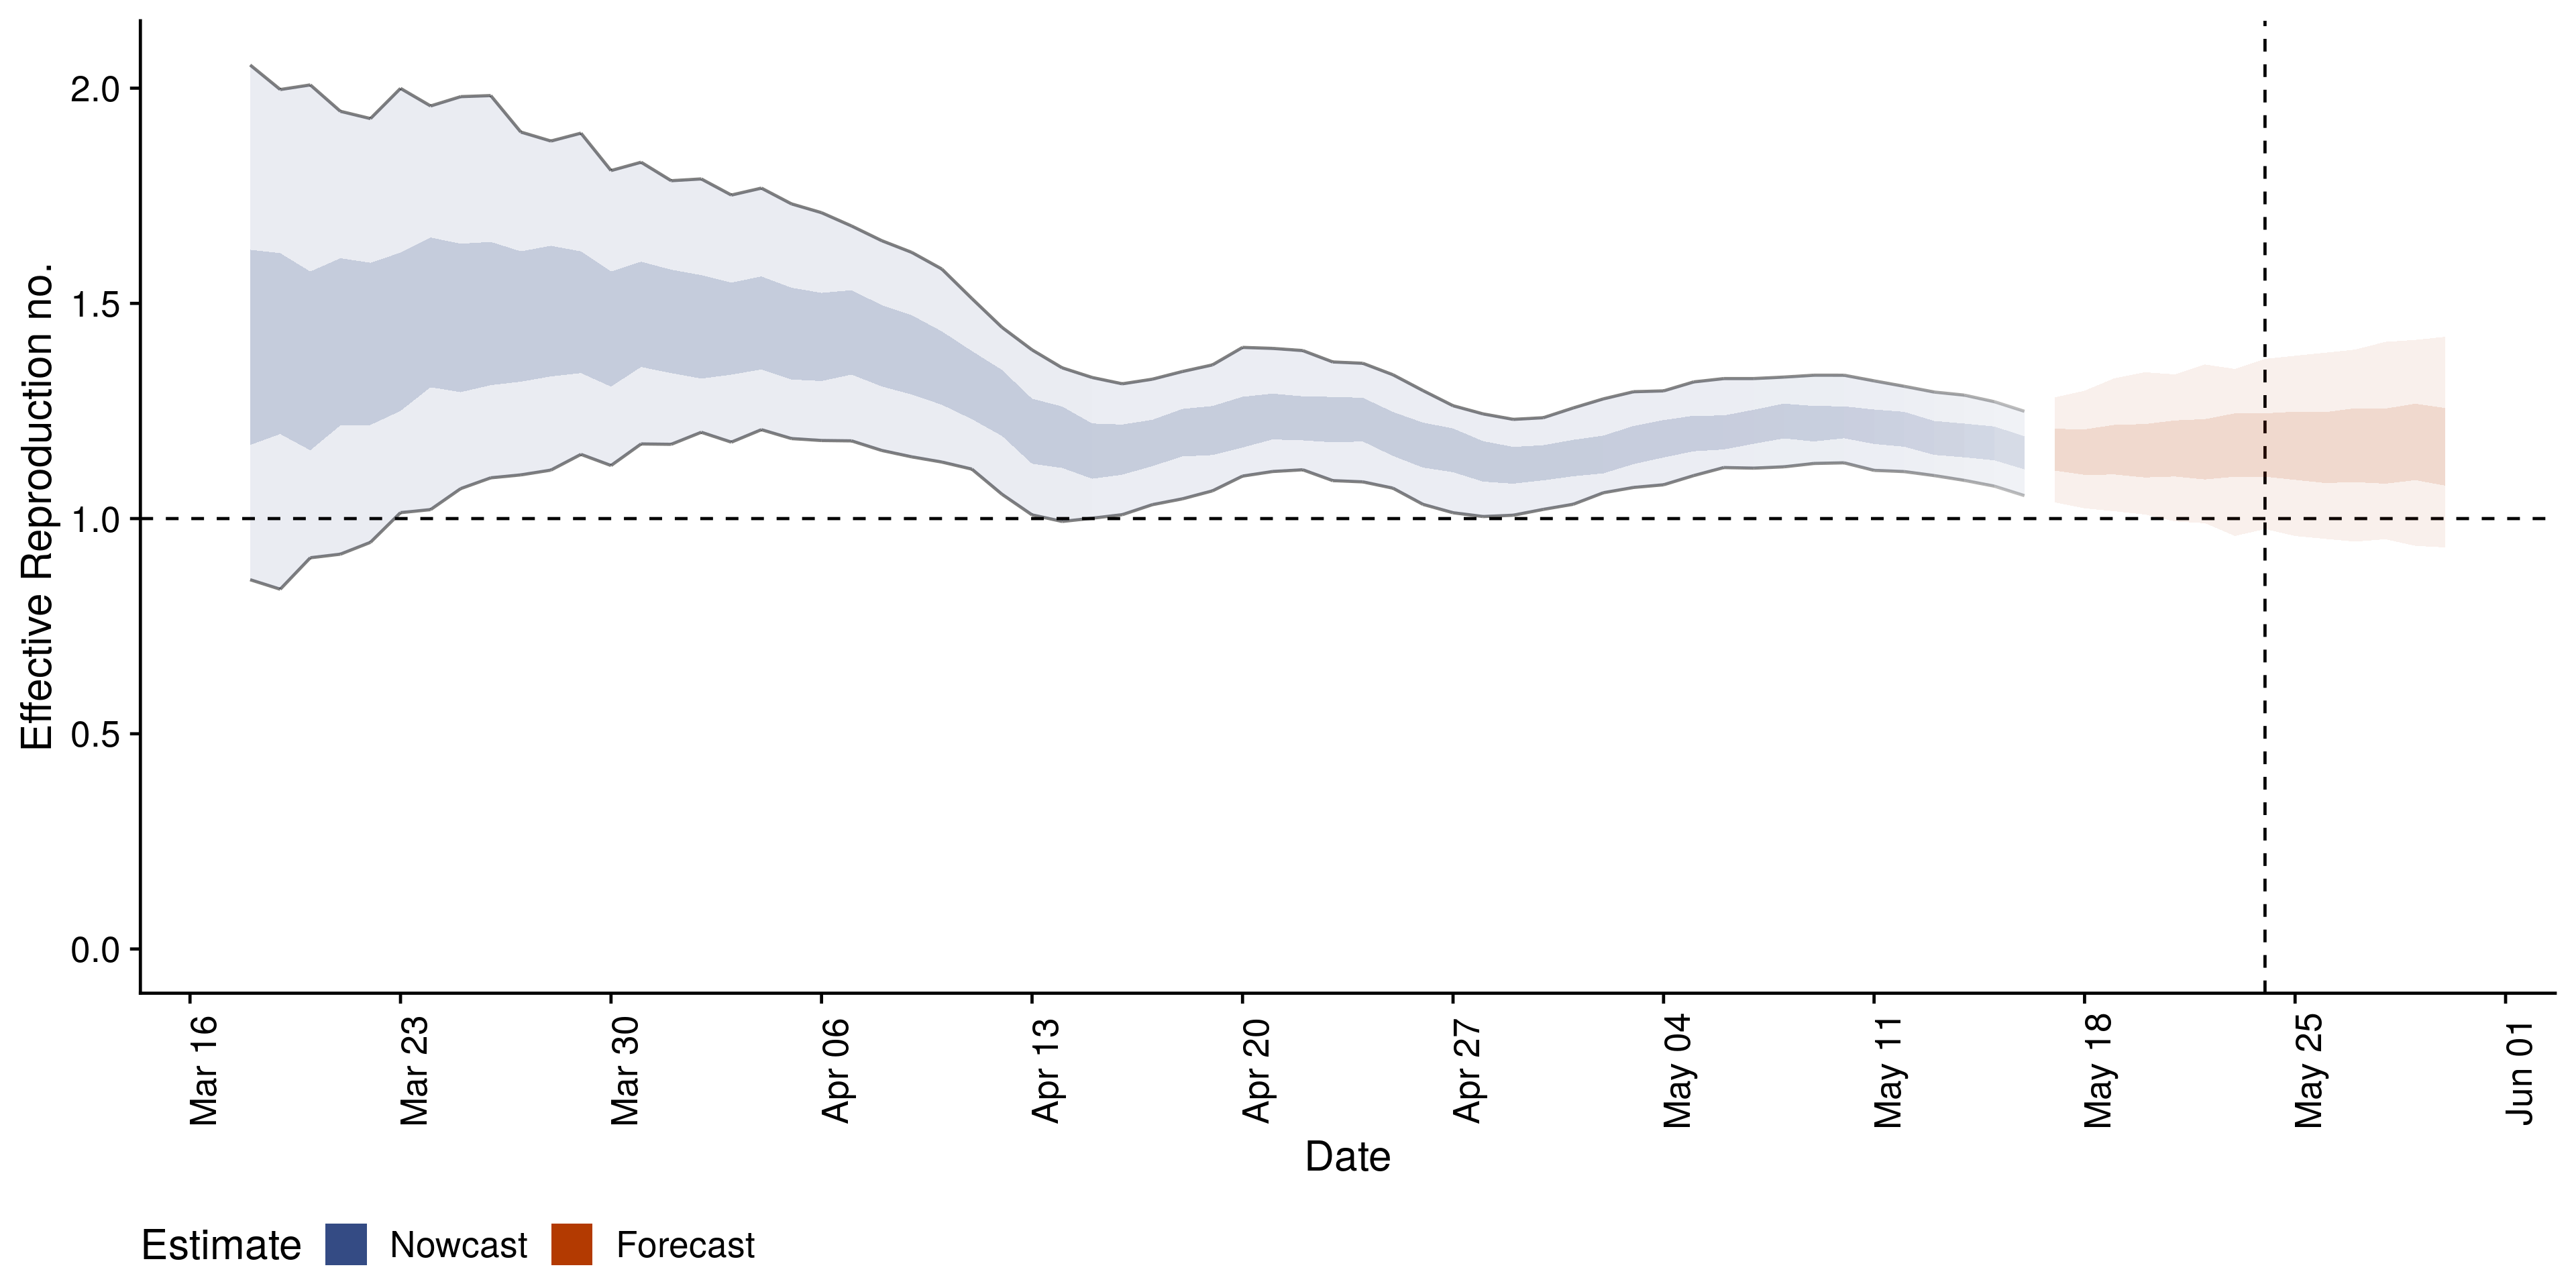 Effective Reproduction no.
2.0
1.5
1.0
0.5
0.0
Mar 16
Mar 23
Mar 30
Apr 06
Apr 13
Apr 20
Apr 27
May 04
May 11
May 18
May 25
Jun 01
Date
Estimate Nowcast Forecast